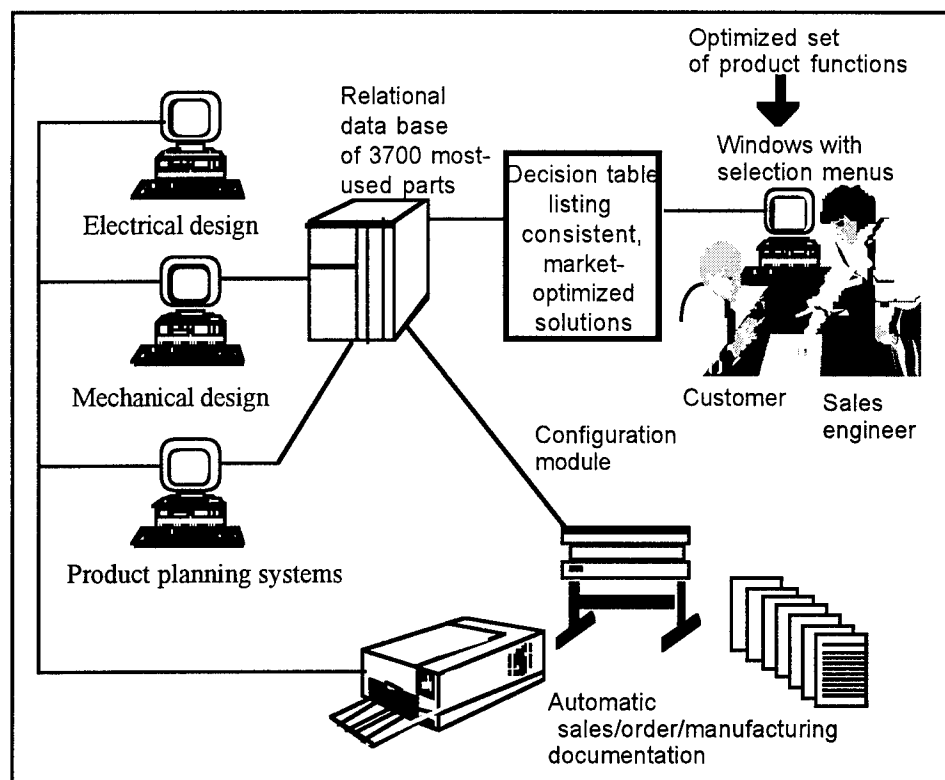 Optimized set
of product functions
Relational
data base
of 3700 most-
used parts
Windows with
selection menus
Decision table
listing
consistent,
market-
optimized
solutions
Electrical design
Mechanical design
Customer
Sales
engineer
Configuration
module
Product planning systems
Automatic
sales/order/manufacturing
documentation